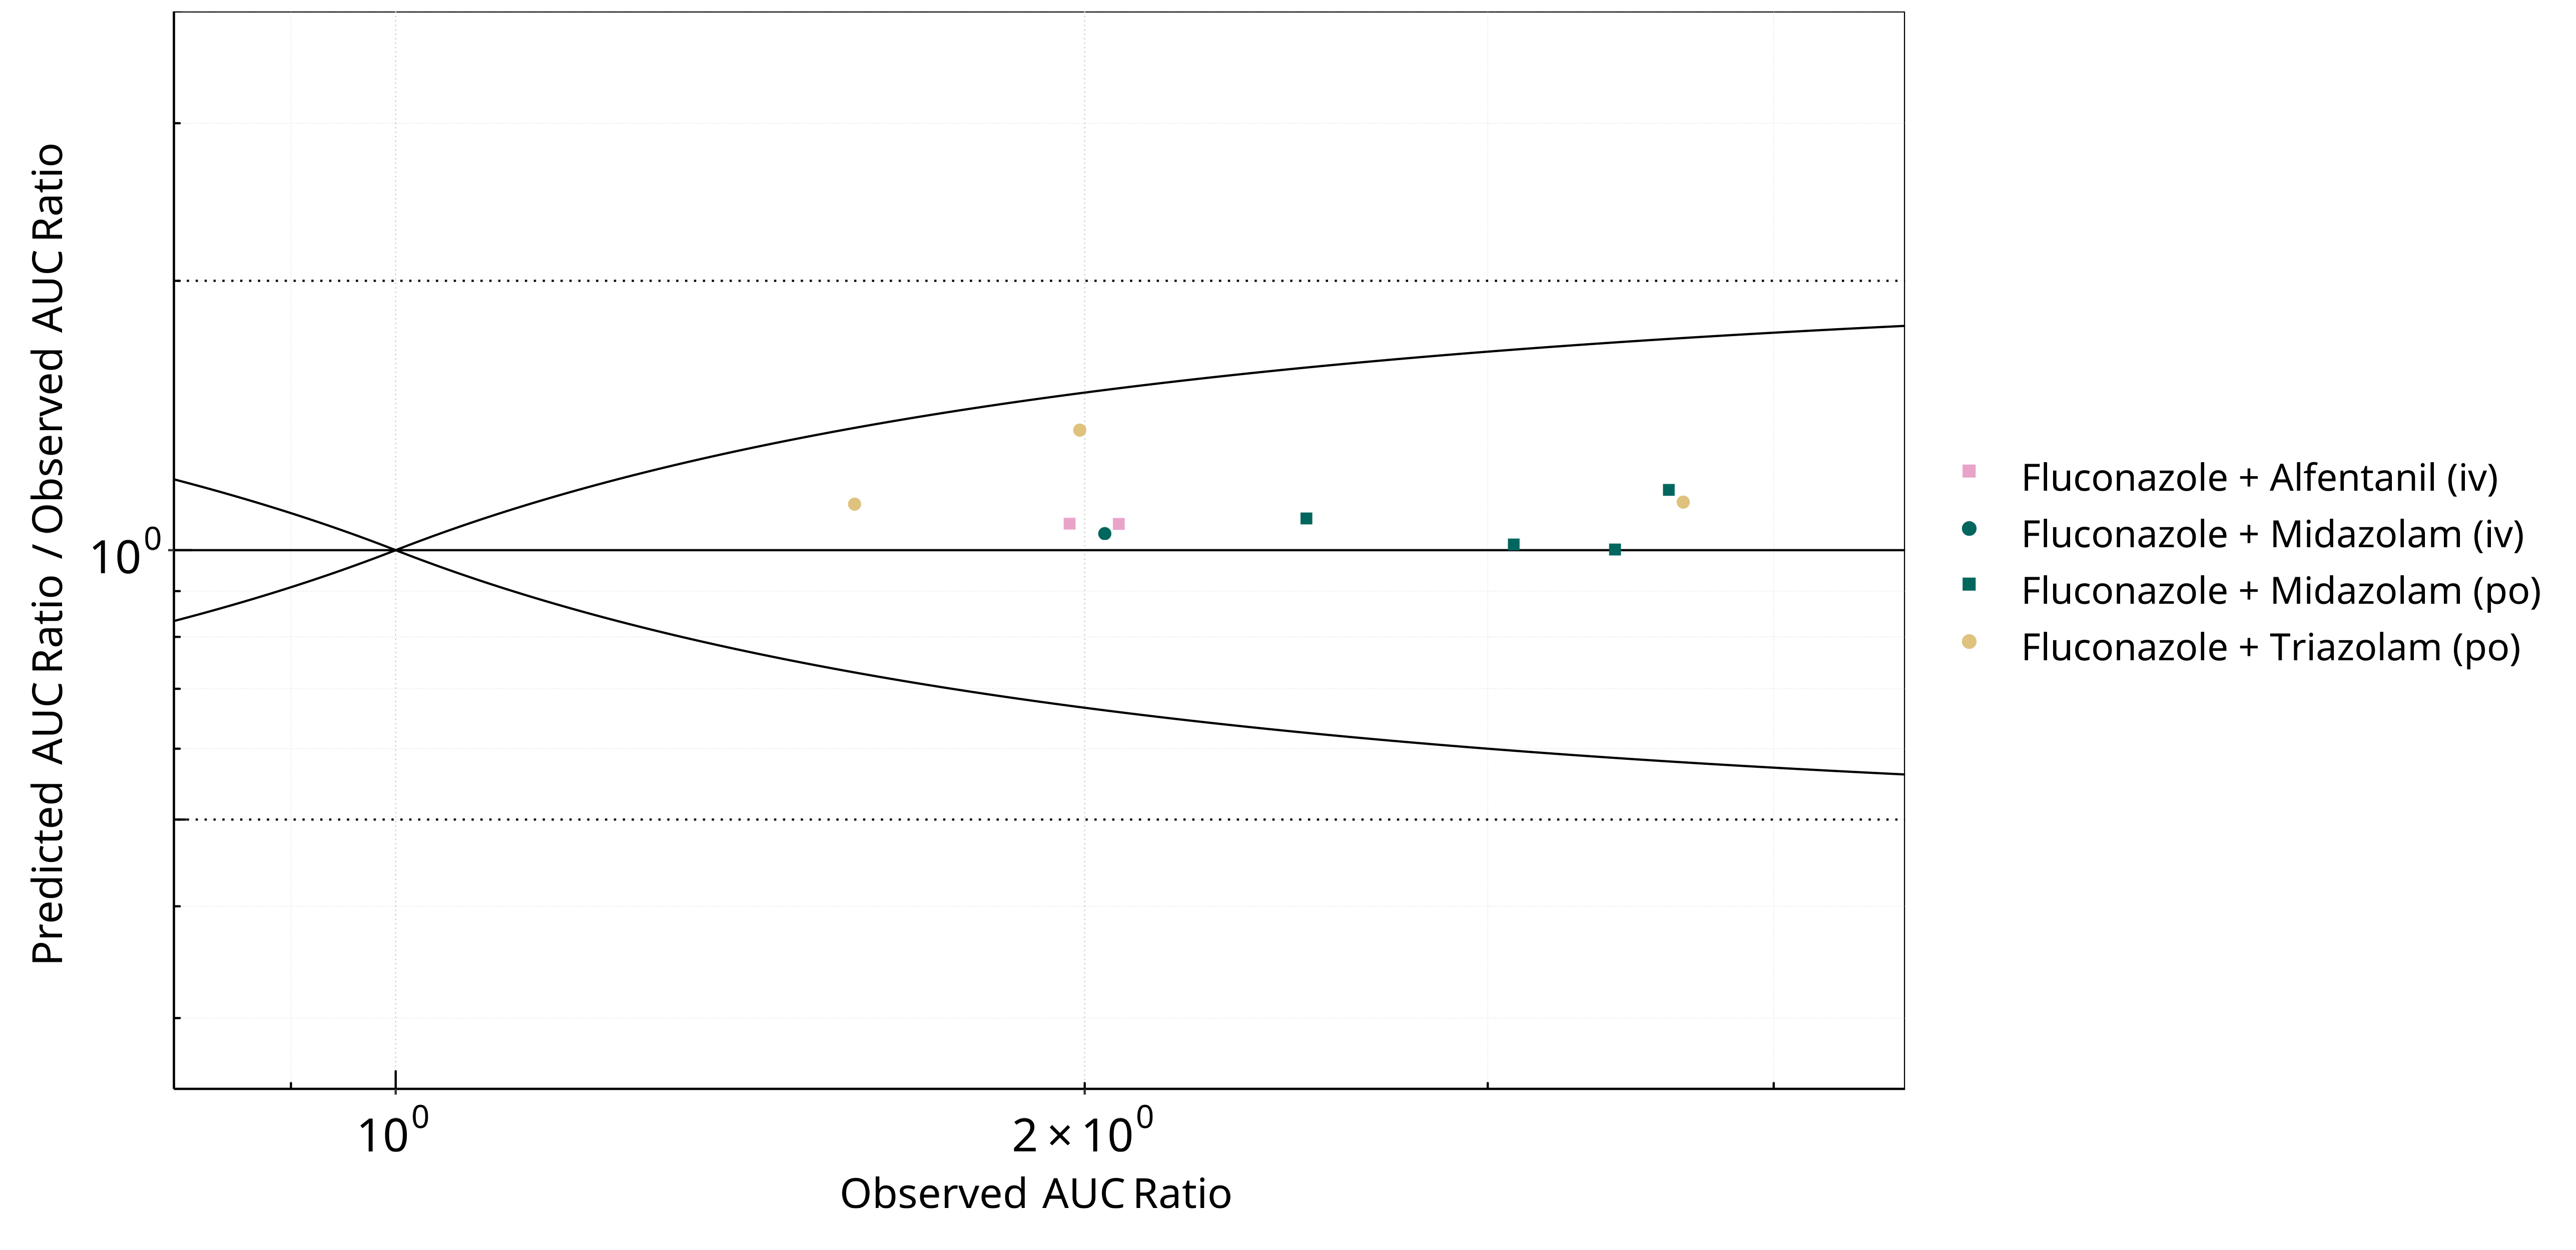 Predicted AUC Ratio / Observed AUC Ratio
10⁰
10⁰
2 × 10⁰
Observed AUC Ratio
Fluconazole + Alfentanil (iv)
Fluconazole + Midazolam (iv)
Fluconazole + Midazolam (po)
Fluconazole + Triazolam (po)